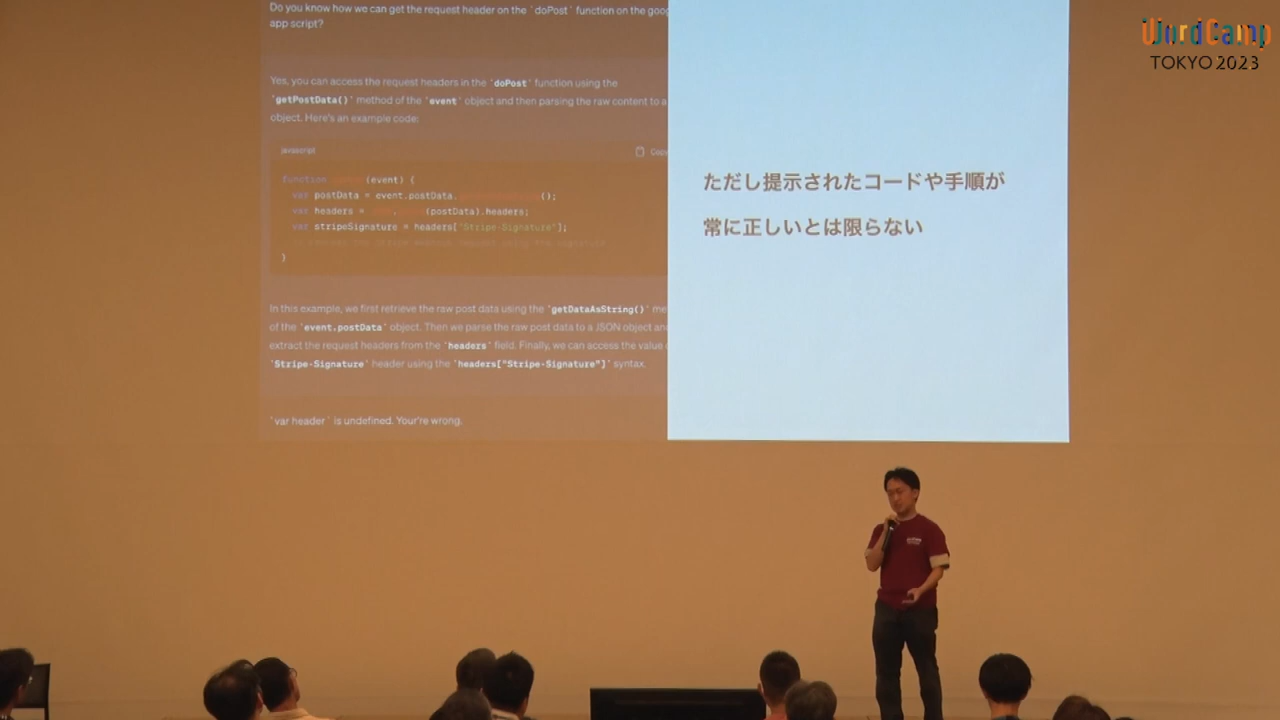 Do you know how we can get the request header on the `doPost` function on the goog
app script?
Yes, you can access the request headers in the `doPost` function using the
`getPostData()` method of the `event` object and then parsing the raw content to a
object. Here's an example code:
javascript
Copy
function (event) {
var postData = event.postData. ();
var headers = (postData).headers;
var stripeSignature = headers["Stripe-Signature"];
}
In this example, we first retrieve the raw post data using the `getDataAsString()` me
of the `event.postData` object. Then we parse the raw post data to a JSON object an
extract the request headers from the `headers` field. Finally, we can access the value
`Stripe-Signature` header using the `headers["Stripe-Signature"]` syntax.
`var header` is undefined. Your're wrong.
ただし提示されたコードや手順が
常に正しいとは限らない
WordCamp
TOKYO 2023